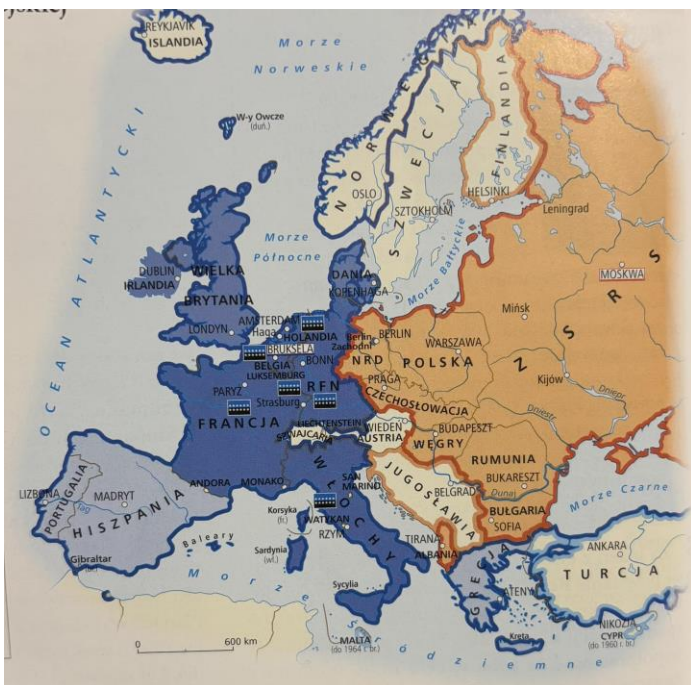 jskiej
REYKJAVIK
ISLANDIA
Morze
Norweskie
W-y Owcze
(duń.)
OCEAN ATLANTYCKI
NORWEGIA
SZWECJA
FINLANDIA
OSLO
SZTOKHOLM
HELSINKI
Leningrad
Morze
Północne
Morze Bałtyckie
DANIA
KOPENHAGA
MOSKWA
DUBLIN
IRLANDIA
WIELKA
BRYTANIA
LONDYN
AMSTERDAM
Haga
HOLANDIA
BRUKSELA
BELGIA
BONN
LUKSEMBURG
RFN
Berlin
Zachodni
BERLIN
NRD
POLSKA
WARSZAWA
Mińsk
ZSRS
Kijów
Dniepr
Dniestr
PRAGA
CZECHOSŁOWACJA
PARYŻ
Strasburg
FRANCJA
LIECHTENSTEIN
SZWAJCARIA
WIEDEŃ
AUSTRIA
BUDAPESZT
WĘGRY
RUMUNIA
BUKARESZT
Dunaj
JUGOSŁAWIA
BELGRAD
BUŁGARIA
SOFIA
Morze Czarne
LIZBONA
PORTUGALIA
MADRYT
Tag
HISZPANIA
ANDORA
MONAKO
SAN
MARINO
WŁOCHY
Korsyka
(fr.)
WATYKAN
RZYM
Sardynia
(wł.)
TIRANA
ALBANIA
Gibraltar
Baleary
Sycylia
GRECJA
ATENY
Kreta
ANKARA
TURCJA
NIKOZJA
CYPR
(do 1960 r. br.)
MALTA
(do 1964 r. br.)
Morze Śródziemne
0 600 km